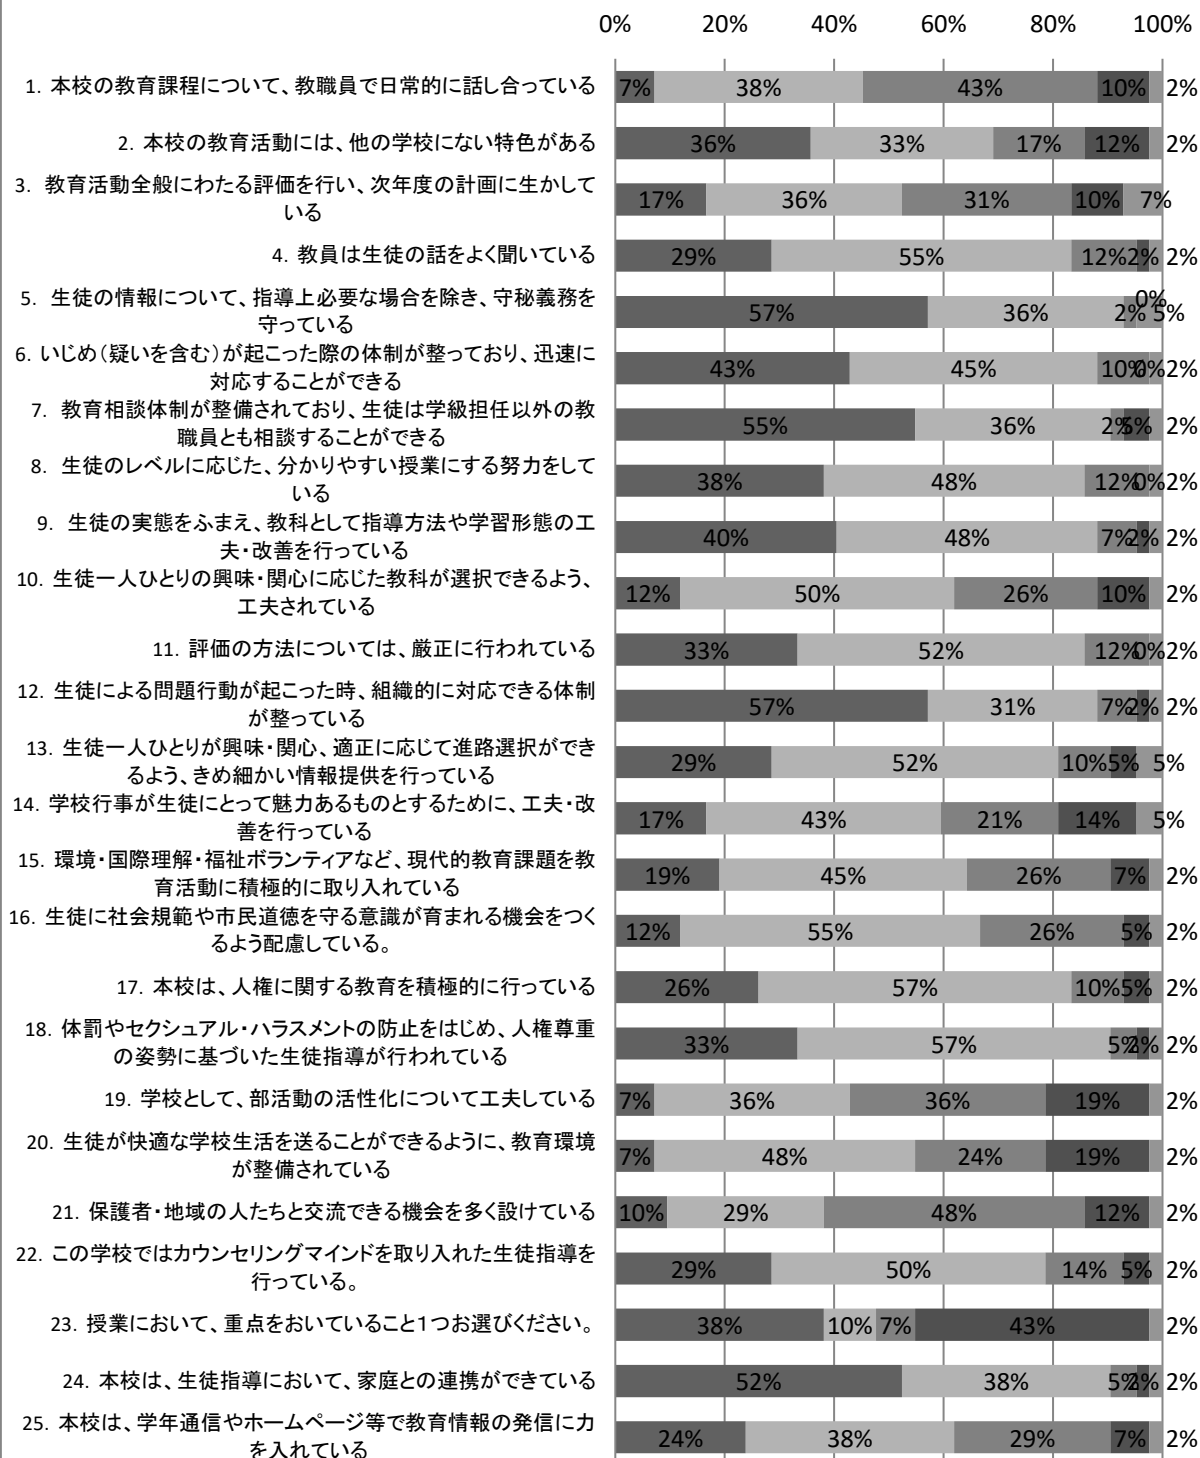 0% 20% 40% 60% 80% 100%
1. 本校の教育課程について、教職員で日常的に話し合っている
7% 38% 43% 10% 2%
2. 本校の教育活動には、他の学校にない特色がある
36% 33% 17% 12% 2%
3. 教育活動全般にわたる評価を行い、次年度の計画に生かして
いる
17% 36% 31% 10% 7%
4. 教員は生徒の話をよく聞いている
29% 55% 12% 2% 2%
5. 生徒の情報について、指導上必要な場合を除き、守秘義務を
守っている
57% 36% 2% 0% 5%
6. いじめ(疑いを含む)が起こった際の体制が整っており、迅速に
対応することができる
43% 45% 10% 0% 2%
7. 教育相談体制が整備されており、生徒は学級担任以外の教
職員とも相談することができる
55% 36% 2% 5% 2%
8. 生徒のレベルに応じた、分かりやすい授業にする努力をして
いる
38% 48% 12% 0% 2%
9. 生徒の実態をふまえ、教科として指導方法や学習形態の工
夫・改善を行っている
40% 48% 7% 2% 2%
10. 生徒一人ひとりの興味・関心に応じた教科が選択できるよう、
工夫されている
12% 50% 26% 10% 2%
11. 評価の方法については、厳正に行われている
33% 52% 12% 0% 2%
12. 生徒による問題行動が起こった時、組織的に対応できる体制
が整っている
57% 31% 7% 2% 2%
13. 生徒一人ひとりが興味・関心、適正に応じて進路選択ができ
るよう、きめ細かい情報提供を行っている
29% 52% 10% 5% 5%
14. 学校行事が生徒にとって魅力あるものとするために、工夫・改
善を行っている
17% 43% 21% 14% 5%
15. 環境・国際理解・福祉ボランティアなど、現代的教育課題を教
育活動に積極的に取り入れている
19% 45% 26% 7% 2%
16. 生徒に社会規範や市民道徳を守る意識が育まれる機会をつく
るよう配慮している。
12% 55% 26% 5% 2%
17. 本校は、人権に関する教育を積極的に行っている
26% 57% 10% 5% 2%
18. 体罰やセクシュアル・ハラスメントの防止をはじめ、人権尊重
の姿勢に基づいた生徒指導が行われている
33% 57% 5% 2% 2%
19. 学校として、部活動の活性化について工夫している
7% 36% 36% 19% 2%
20. 生徒が快適な学校生活を送ることができるように、教育環境
が整備されている
7% 48% 24% 19% 2%
21. 保護者・地域の人たちと交流できる機会を多く設けている
10% 29% 48% 12% 2%
22. この学校ではカウンセリングマインドを取り入れた生徒指導を
行っている。
29% 50% 14% 5% 2%
23. 授業において、重点をおいていること1つお選びください。
38% 10% 7% 43% 2%
24. 本校は、生徒指導において、家庭との連携ができている
52% 38% 5% 2% 2%
25. 本校は、学年通信やホームページ等で教育情報の発信に力
を入れている
24% 38% 29% 7% 2%